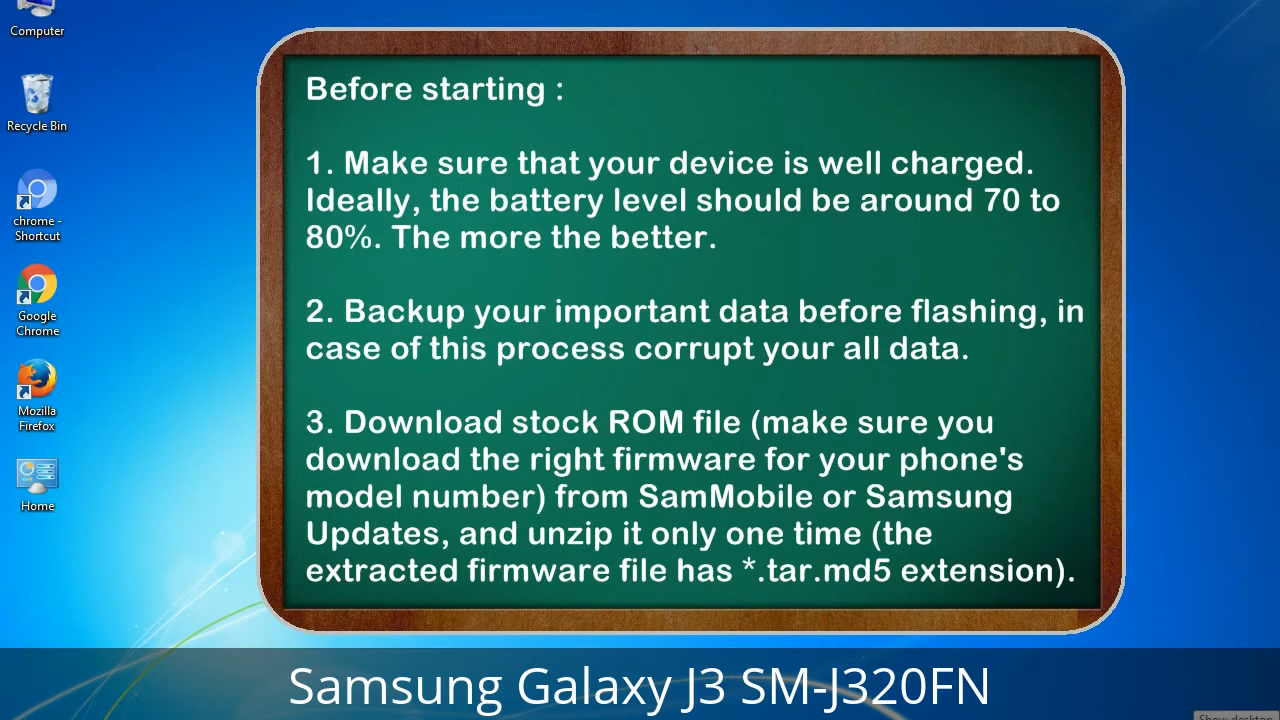 Computer
Recycle Bin
chrome -
Shortcut
Google
Chrome
Mozilla
Firefox
Home
Before starting :
1. Make sure that your device is well charged.
Ideally, the battery level should be around 70 to
80%. The more the better.
2. Backup your important data before flashing, in
case of this process corrupt your all data.
3. Download stock ROM file (make sure you
download the right firmware for your phone's
model number) from SamMobile or Samsung
Updates, and unzip it only one time (the
extracted firmware file has *.tar.md5 extension).
Samsung Galaxy J3 SM-J320FN
Show desktop